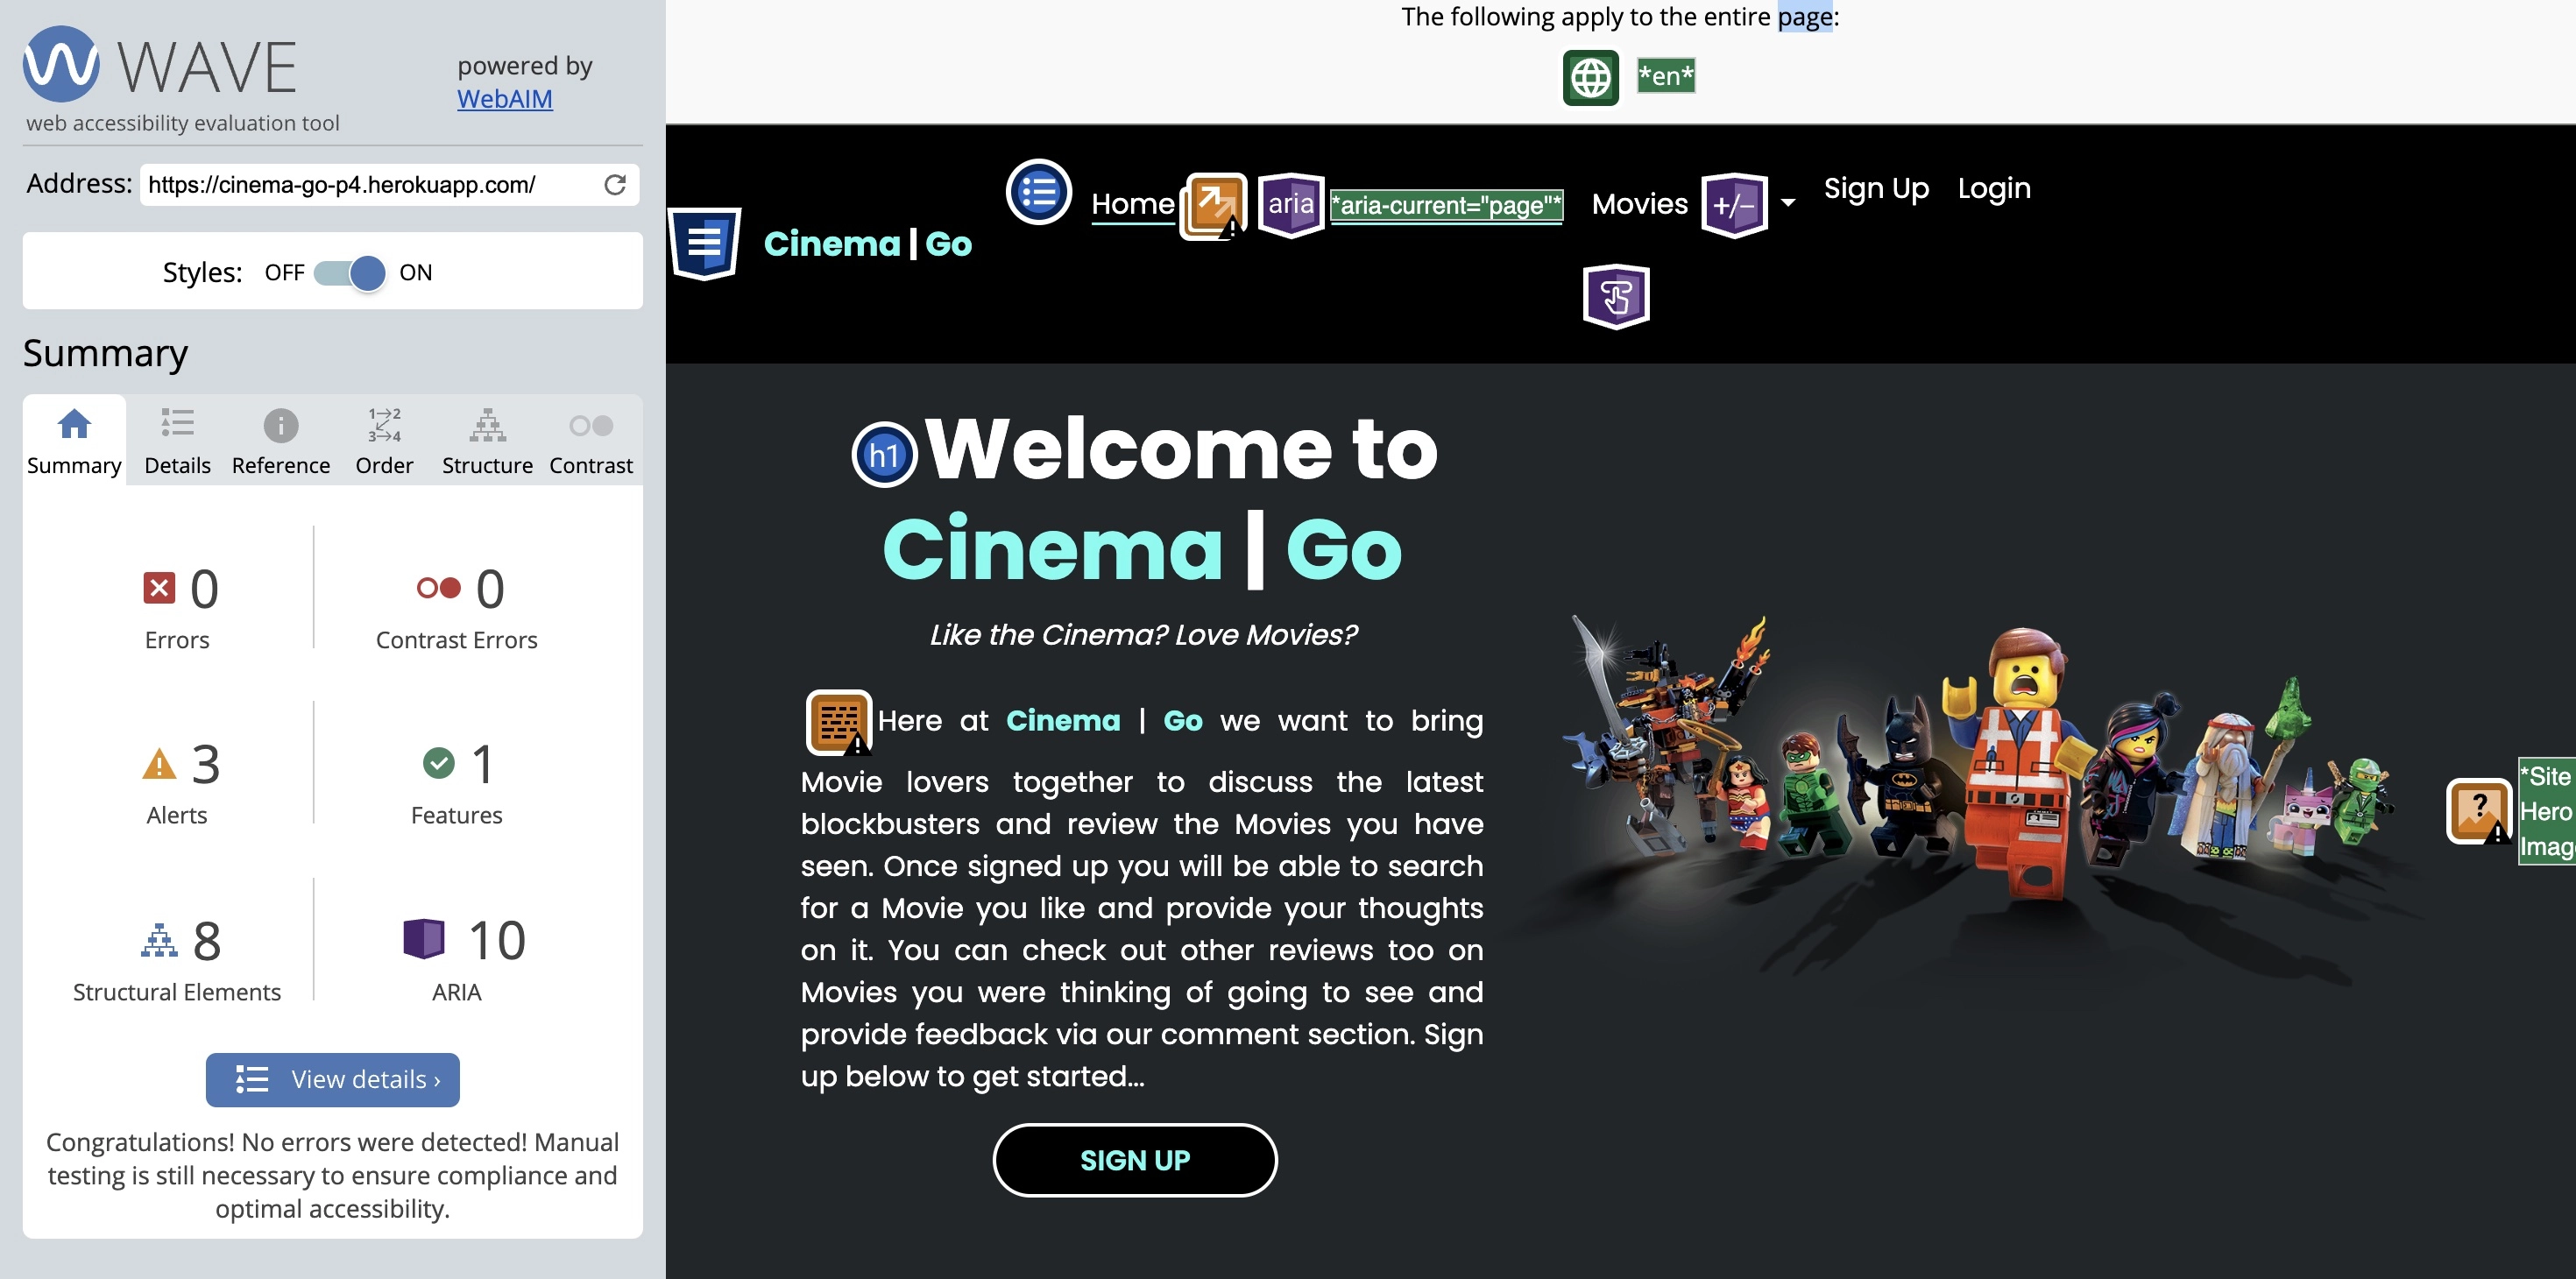 WAVE
powered by
WebAIM
web accessibility evaluation tool
Address: https://cinema-go-p4.herokuapp.com/
Styles: OFF ON
Summary
1→2
3→4
Summary Details Reference Order Structure Contrast
0 0
Errors Contrast Errors
3 1
Alerts Features
8 10
Structural Elements ARIA
View details ›
Congratulations! No errors were detected! Manual
testing is still necessary to ensure compliance and
optimal accessibility.
The following apply to the entire page:
*en*
Home aria *aria-current="page"* Movies +/− Sign Up Login
Cinema | Go
h1 Welcome to
Cinema | Go
Like the Cinema? Love Movies?
Here at Cinema | Go we want to bring
Movie lovers together to discuss the latest
blockbusters and review the Movies you have
seen. Once signed up you will be able to search
for a Movie you like and provide your thoughts
on it. You can check out other reviews too on
Movies you were thinking of going to see and
provide feedback via our comment section. Sign
up below to get started...
SIGN UP
*Site
Hero
Imag